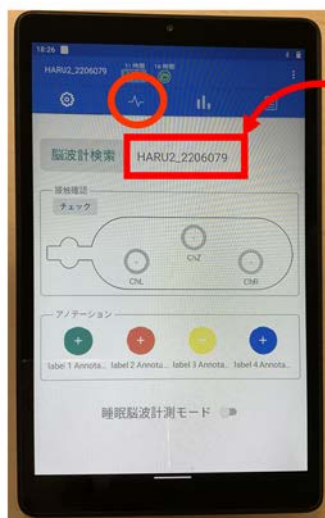 18:26
HARU2_2206079
脳波計検索
HARU2_2206079
接触確認
チェック
ChZ
ChL
ChR
アノテーション
label 1 Annota...
label 2 Annota...
label 3 Annota...
label 4 Annota...
睡眠脳波計測モード